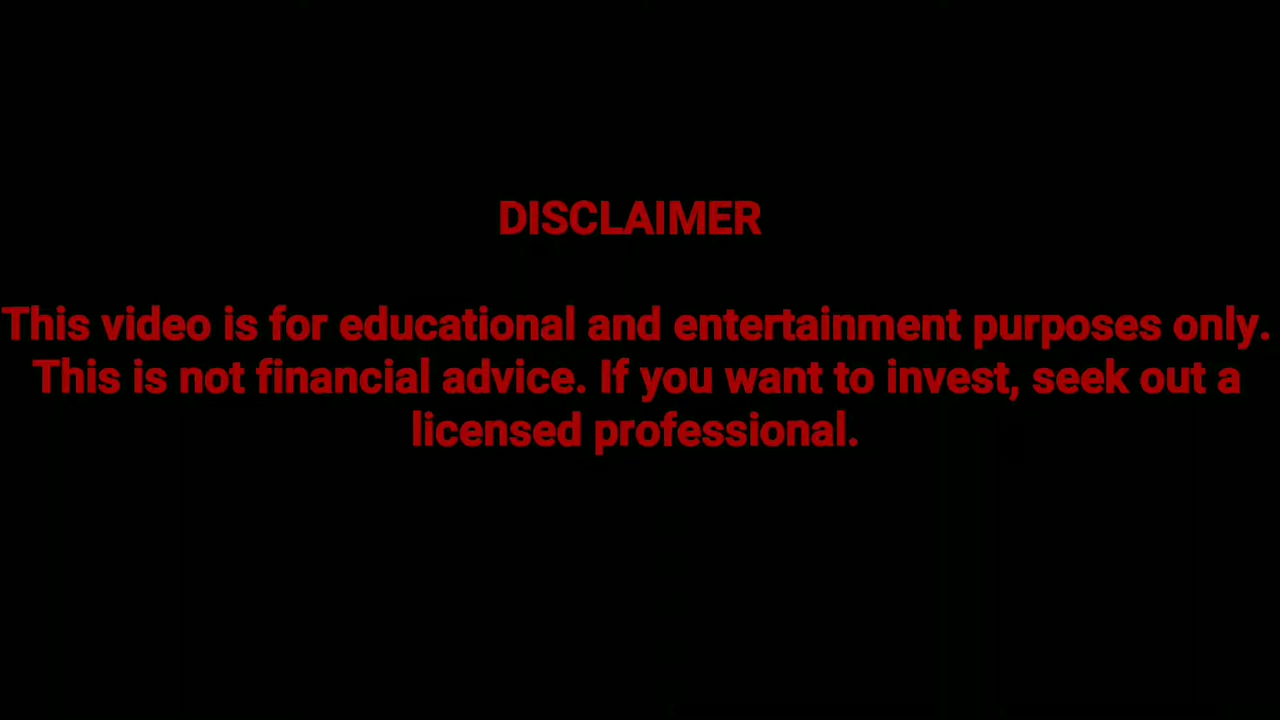 DISCLAIMER
This video is for educational and entertainment purposes only.
This is not financial advice. If you want to invest, seek out a
licensed professional.